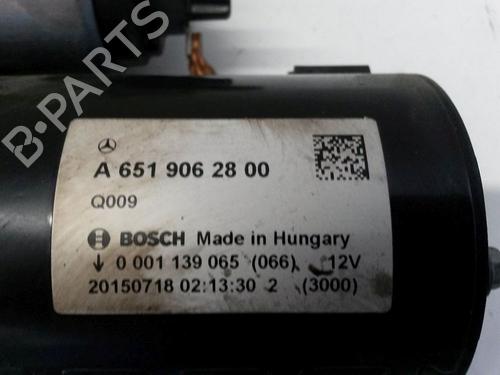 A 651 906 28 00
Q009
BOSCH Made in Hungary
0 001 139 065 (066) 12V
20150718 02:13:30 2 (3000)
B-PARTS